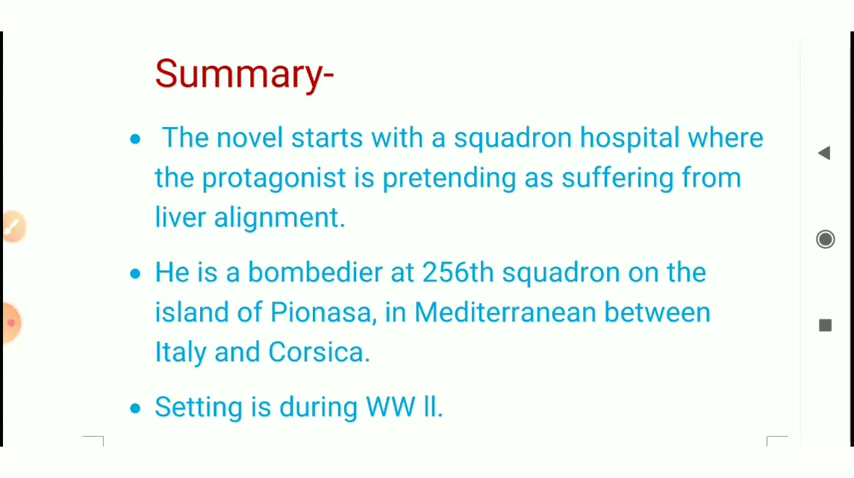 Summary-
• The novel starts with a squadron hospital where
the protagonist is pretending as suffering from
liver alignment.
• He is a bombedier at 256th squadron on the
island of Pionasa, in Mediterranean between
Italy and Corsica.
• Setting is during WW ll.